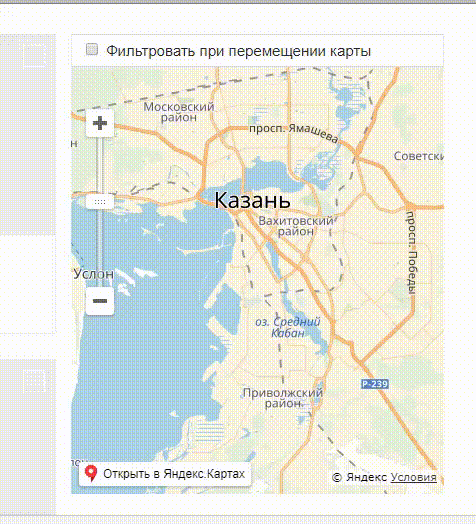 Фильтровать при перемещении карты
Московский
район
просп. Ямашева
Советски
Казань
Вахитовский
район
просп. Победы
Услон
оз. Средний
Кабан
Р-239
Приволжский
район
Открыть в Яндекс.Картах
© Яндекс Условия